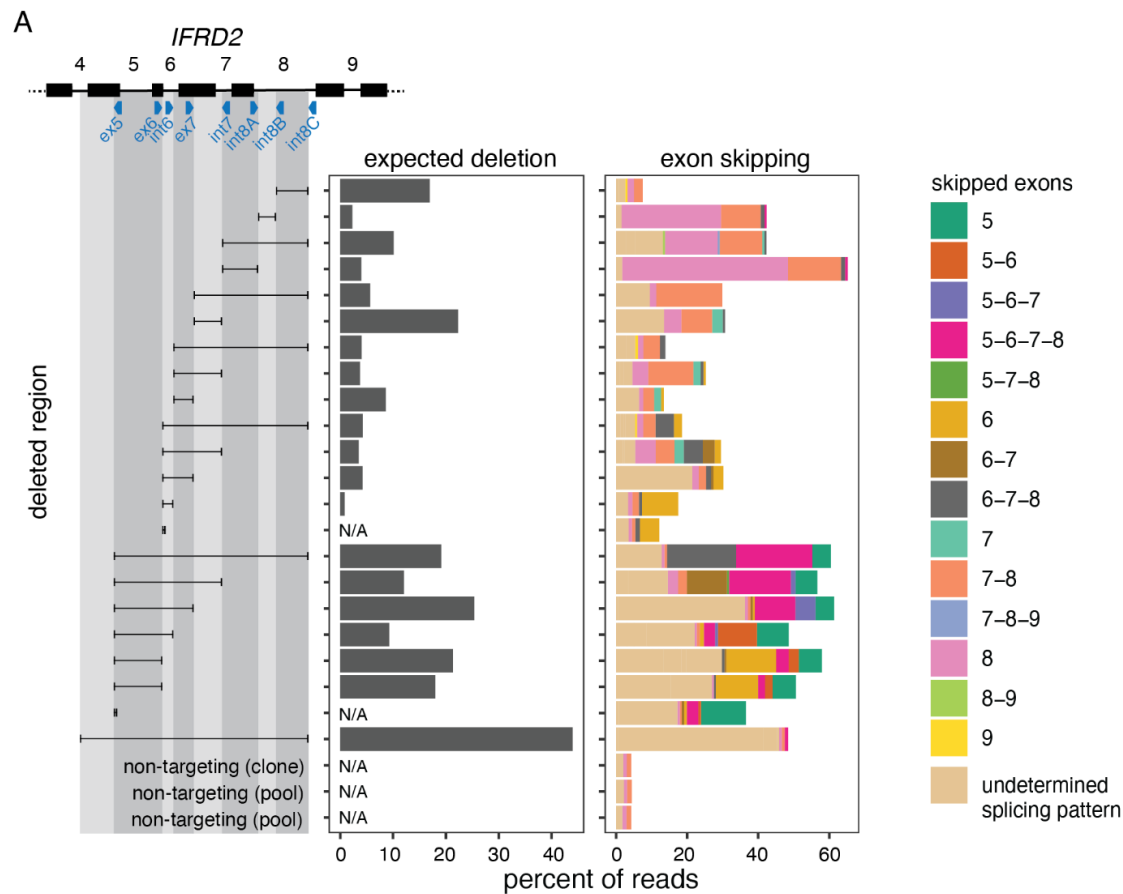 A
IFRD2
4 5 6 7 8 9
ex5 ex6 int6 ex7 int7 int8A int8B int8C
expected deletion exon skipping
skipped exons
5
5–6
5–6–7
5–6–7–8
5–7–8
6
6–7
6–7–8
7
7–8
7–8–9
8
8–9
9
undetermined
splicing pattern
deleted region
N/A
N/A
non-targeting (clone) N/A
non-targeting (pool) N/A
non-targeting (pool) N/A
0 10 20 30 40 0 20 40 60
percent of reads